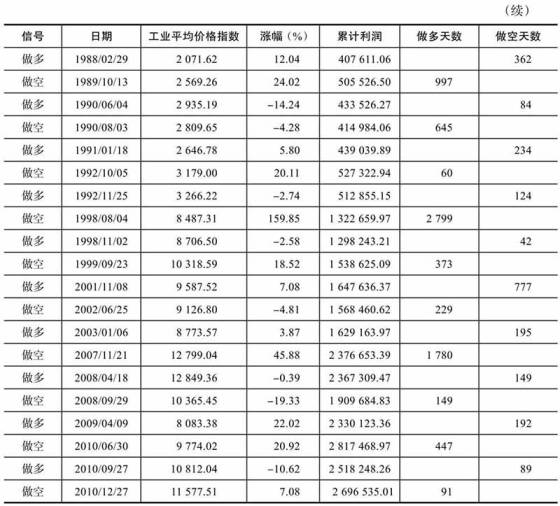 （续）
信号 日期 工业平均价格指数 涨幅（%） 累计利润 做多天数 做空天数
做多 1988/02/29 2 071.62 12.04 407 611.06 362
做空 1989/10/13 2 569.26 24.02 505 526.50 997
做多 1990/06/04 2 935.19 -14.24 433 526.27 84
做空 1990/08/03 2 809.65 -4.28 414 984.06 645
做多 1991/01/18 2 646.78 5.80 439 039.89 234
做空 1992/10/05 3 179.00 20.11 527 322.94 60
做多 1992/11/25 3 266.22 -2.74 512 855.15 124
做空 1998/08/04 8 487.31 159.85 1 322 659.97 2 799
做多 1998/11/02 8 706.50 -2.58 1 298 243.21 42
做空 1999/09/23 10 318.59 18.52 1 538 625.09 373
做多 2001/11/08 9 587.52 7.08 1 647 636.37 777
做空 2002/06/25 9 126.80 -4.81 1 568 460.62 229
做多 2003/01/06 8 773.57 3.87 1 629 163.97 195
做空 2007/11/21 12 799.04 45.88 2 376 653.39 1 780
做多 2008/04/18 12 849.36 -0.39 2 367 309.47 149
做空 2008/09/29 10 365.45 -19.33 1 909 684.83 149
做多 2009/04/09 8 083.38 22.02 2 330 123.36 192
做空 2010/06/30 9 774.02 20.92 2 817 468.97 447
做多 2010/09/27 10 812.04 -10.62 2 518 248.26 89
做空 2010/12/27 11 577.51 7.08 2 696 535.01 91